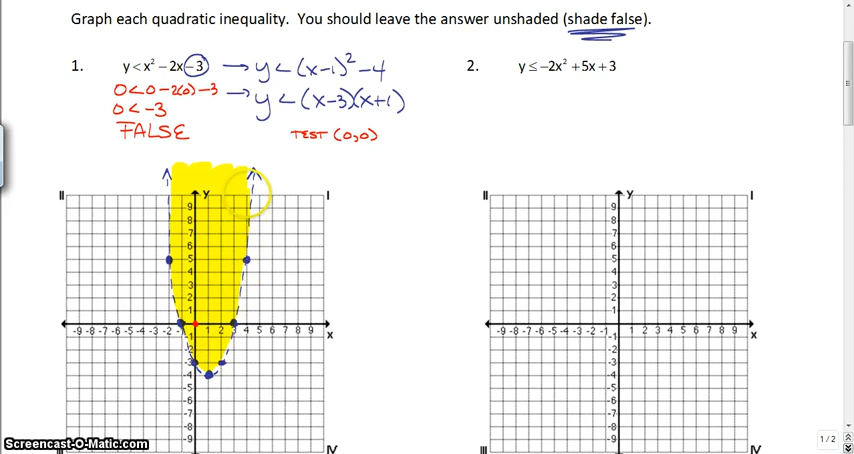 Graph each quadratic inequality. You should leave the answer unshaded (shade false).
1. y < x² – 2x – 3 → y < (x–1)² – 4
0 < 0 – 2(0) – 3 → y < (x–3)(x+1)
0 < –3
FALSE TEST (0,0)
2. y ≤ –2x² + 5x + 3
II Y I
9
8
7
6
5
4
3
2
1
-9 -8 -7 -6 -5 -4 -3 -2 -1 1 2 3 4 5 6 7 8 9 X
-1
-2
-3
-4
-5
-6
-7
-8
-9
IV
II Y I
9
8
7
6
5
4
3
2
1
-9 -8 -7 -6 -5 -4 -3 -2 -1 1 2 3 4 5 6 7 8 9 X
-1
-2
-3
-4
-5
-6
-7
-8
-9
III IV
Screencast-O-Matic.com
1 / 2